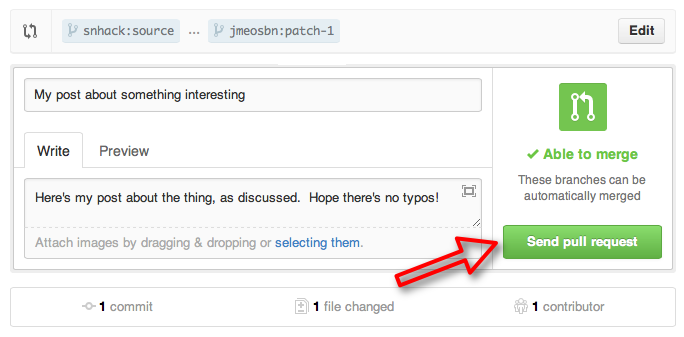 snhack:source ... jmeosbn:patch-1 Edit
My post about something interesting
Write Preview
Here's my post about the thing, as discussed.  Hope there's no typos!
Attach images by dragging & dropping or selecting them.
Able to merge
These branches can be
automatically merged
Send pull request
1 commit 1 file changed 1 contributor